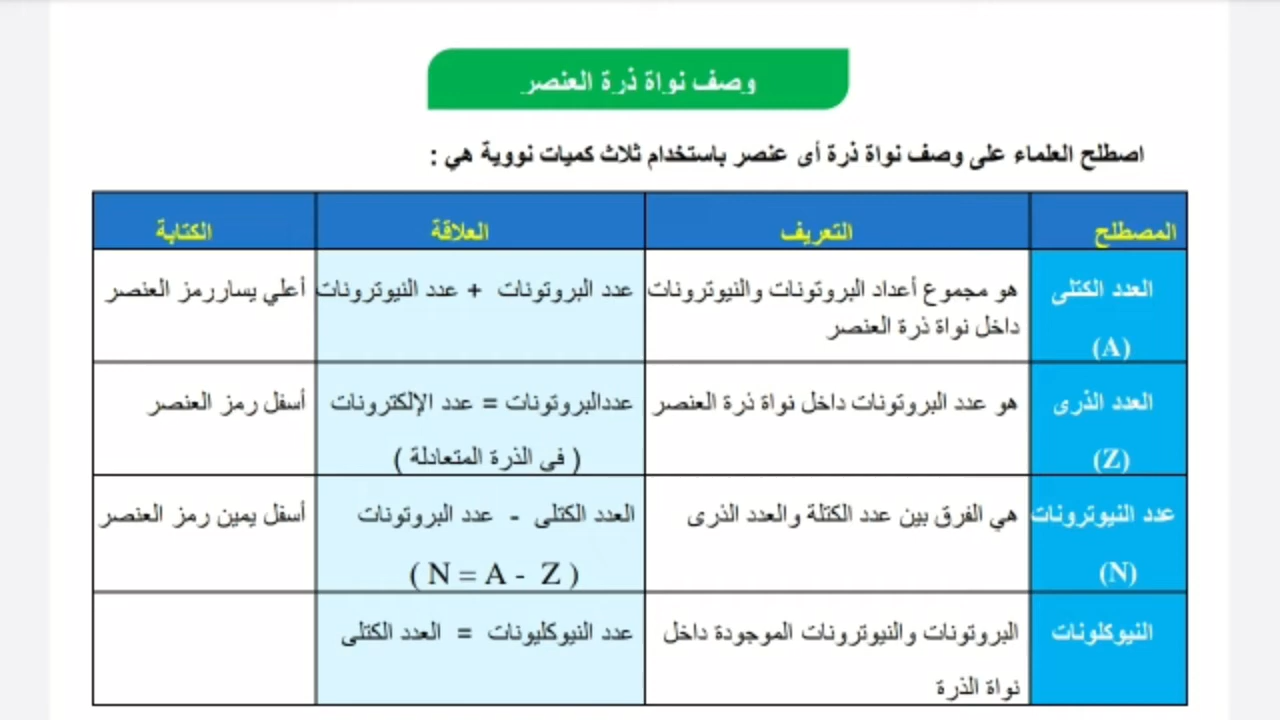 وصف نواة ذرة العنصر
اصطلح العلماء على وصف نواة ذرة أى عنصر باستخدام ثلاث كميات نووية هي :
المصطلح
التعريف
العلاقة
الكتابة
العدد الكتلى
(A)
هو مجموع أعداد البروتونات والنيوترونات
داخل نواة ذرة العنصر
عدد البروتونات + عدد النيوترونات
أعلي يساررمز العنصر
العدد الذرى
(Z)
هو عدد البروتونات داخل نواة ذرة العنصر
عددالبروتونات = عدد الإلكترونات
( فى الذرة المتعادلة )
أسفل رمز العنصر
عدد النيوترونات
(N)
هي الفرق بين عدد الكتلة والعدد الذرى
العدد الكتلى - عدد البروتونات
( N = A - Z )
أسفل يمين رمز العنصر
النيوكلونات
البروتونات والنيوترونات الموجودة داخل
نواة الذرة
عدد النيوكليونات = العدد الكتلى